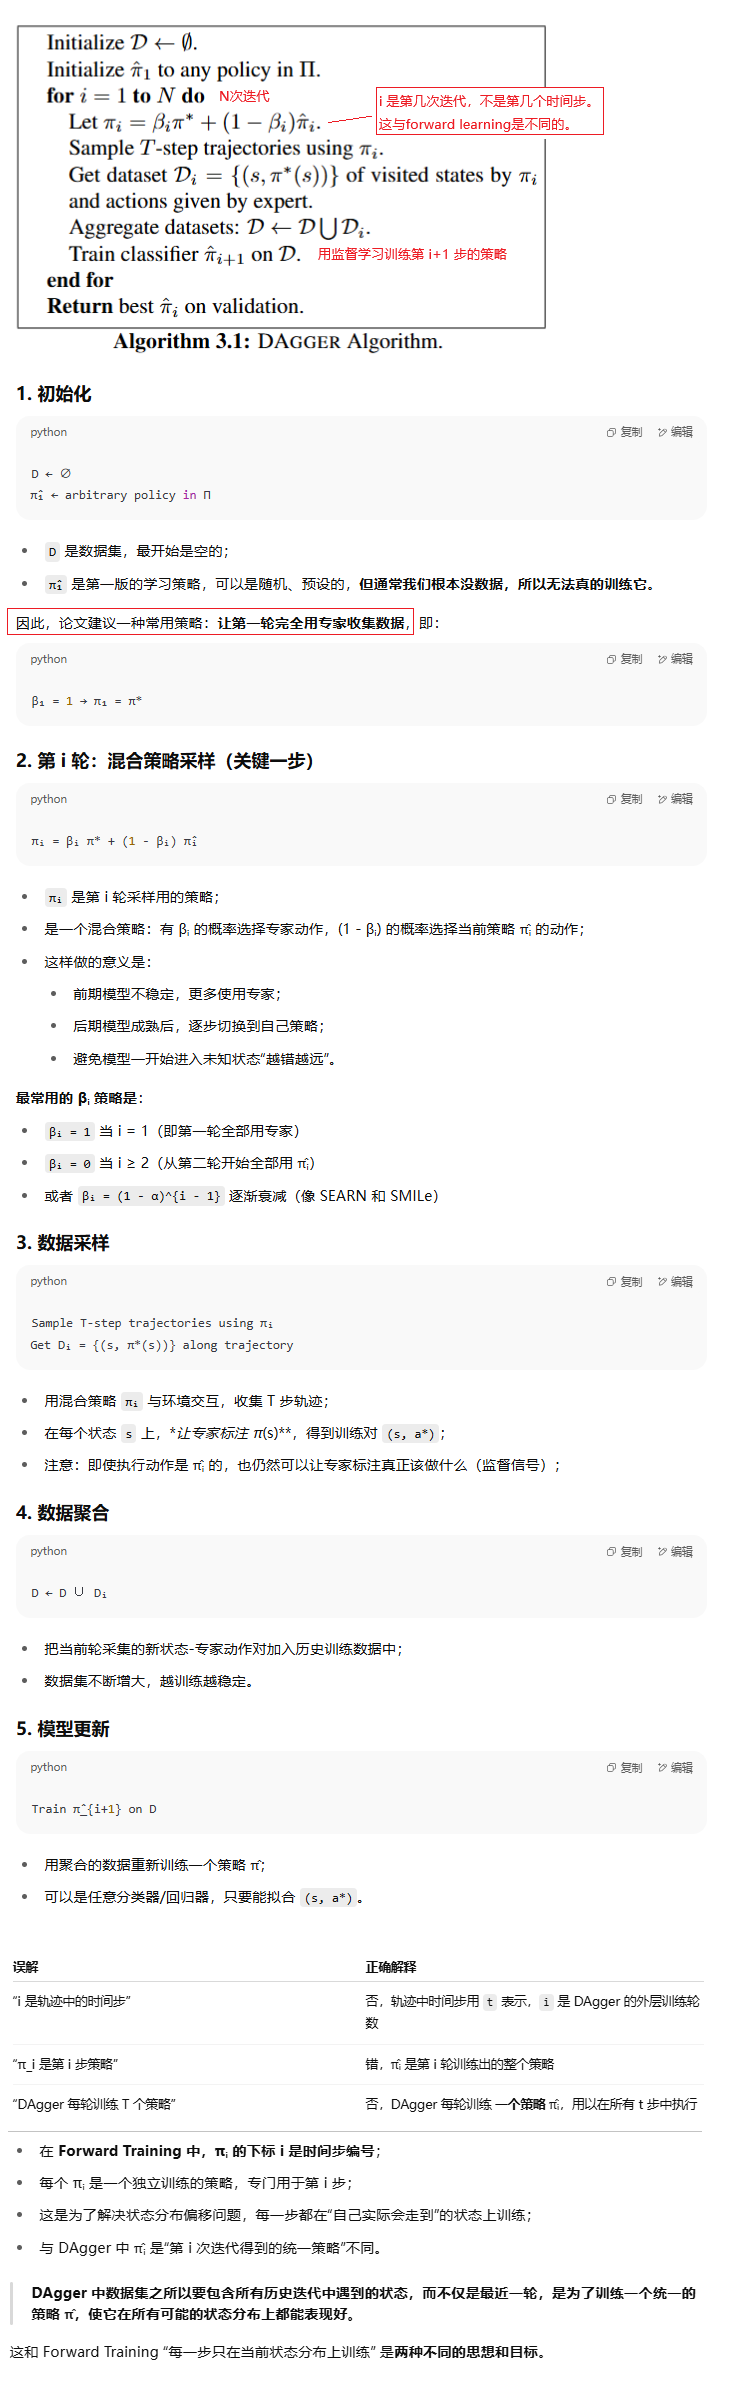 Initialize 𝒟 ← ∅.
Initialize π̂₁ to any policy in Π.
for i = 1 to N do N次迭代
Let πᵢ = βᵢπ* + (1 − βᵢ)π̂ᵢ.
i 是第几次迭代，不是第几个时间步。
这与forward learning是不同的。
Sample T-step trajectories using πᵢ.
Get dataset 𝒟ᵢ = {(s, π*(s))} of visited states by πᵢ
and actions given by expert.
Aggregate datasets: 𝒟 ← 𝒟 ⋃ 𝒟ᵢ.
Train classifier π̂ᵢ₊₁ on 𝒟. 用监督学习训练第 i+1 步的策略
end for
Return best π̂ᵢ on validation.
Algorithm 3.1: DAGGER Algorithm.
1. 初始化
python 复制 编辑
D ← ∅
π̂₁ ← arbitrary policy in Π
• D 是数据集，最开始是空的；
• π̂₁ 是第一版的学习策略，可以是随机、预设的，但通常我们根本没数据，所以无法真的训练它。
因此，论文建议一种常用策略：让第一轮完全用专家收集数据，即：
python 复制 编辑
β₁ = 1 → π₁ = π*
2. 第 i 轮：混合策略采样（关键一步）
python 复制 编辑
πᵢ = βᵢ π* + (1 - βᵢ) π̂ᵢ
• πᵢ 是第 i 轮采样用的策略；
• 是一个混合策略：有 βᵢ 的概率选择专家动作，(1 - βᵢ) 的概率选择当前策略 π̂ᵢ 的动作；
• 这样做的意义是：
• 前期模型不稳定，更多使用专家；
• 后期模型成熟后，逐步切换到自己策略；
• 避免模型一开始进入未知状态“越错越远”。
最常用的 βᵢ 策略是：
• βᵢ = 1 当 i = 1（即第一轮全部用专家）
• βᵢ = 0 当 i ≥ 2（从第二轮开始全部用 π̂ᵢ）
• 或者 βᵢ = (1 - α)^{i - 1} 逐渐衰减（像 SEARN 和 SMILe）
3. 数据采样
python 复制 编辑
Sample T-step trajectories using πᵢ
Get Dᵢ = {(s, π*(s))} along trajectory
• 用混合策略 πᵢ 与环境交互，收集 T 步轨迹；
• 在每个状态 s 上，*让专家标注 π(s)**，得到训练对 (s, a*)；
• 注意：即使执行动作是 π̂ᵢ 的，也仍然可以让专家标注真正该做什么（监督信号）；
4. 数据聚合
python 复制 编辑
D ← D ∪ Dᵢ
• 把当前轮采集的新状态-专家动作对加入历史训练数据中；
• 数据集不断增大，越训练越稳定。
5. 模型更新
python 复制 编辑
Train π̂_{i+1} on D
• 用聚合的数据重新训练一个策略 π̂；
• 可以是任意分类器/回归器，只要能拟合 (s, a*)。
误解 正确解释
“i 是轨迹中的时间步” 否，轨迹中时间步用 t 表示，i 是 DAgger 的外层训练轮
数
“π_i 是第 i 步策略” 错，π̂ᵢ 是第 i 轮训练出的整个策略
“DAgger 每轮训练 T 个策略” 否，DAgger 每轮训练 一个策略 π̂ᵢ，用以在所有 t 步中执行
• 在 Forward Training 中，πᵢ 的下标 i 是时间步编号；
• 每个 πᵢ 是一个独立训练的策略，专门用于第 i 步；
• 这是为了解决状态分布偏移问题，每一步都在“自己实际会走到”的状态上训练；
• 与 DAgger 中 π̂ᵢ 是“第 i 次迭代得到的统一策略”不同。
DAgger 中数据集之所以要包含所有历史迭代中遇到的状态，而不仅是最近一轮，是为了训练一个统一的
策略 π̂，使它在所有可能的状态分布上都能表现好。
这和 Forward Training “每一步只在当前状态分布上训练” 是两种不同的思想和目标。